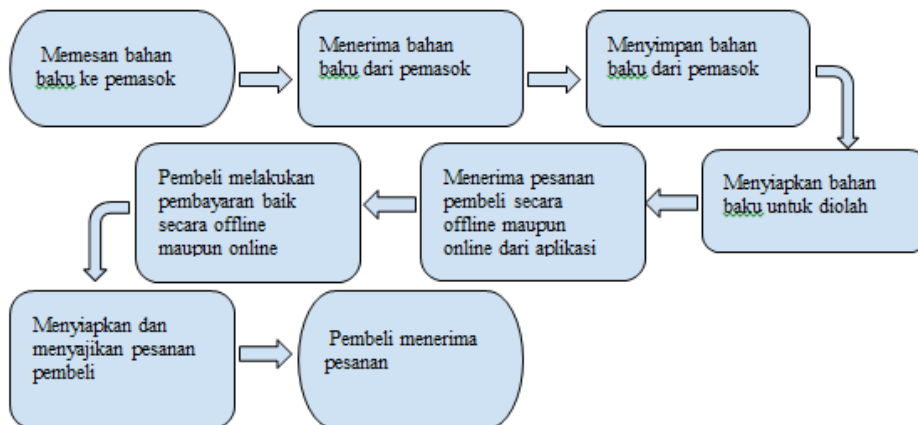 Memesan bahan
baku ke pemasok
Menerima bahan
baku dari pemasok
Menyimpan bahan
baku dari pemasok
Menyiapkan bahan
baku untuk diolah
Menerima pesanan
pembeli secara
offline maupun
online dari aplikasi
Pembeli melakukan
pembayaran baik
secara offline
maupun online
Menyiapkan dan
menyajikan pesanan
pembeli
Pembeli menerima
pesanan